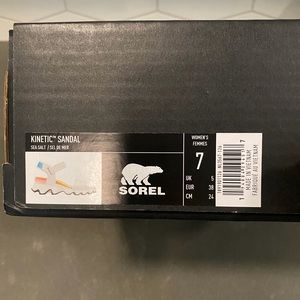 KINETIC™ SANDAL
SEA SALT / SEL DE MER
SOREL
WOMEN'S
FEMMES
7
UK 5
EUR 38
CM 24
MADE IN VIETNAM
FABRIQUÉ AU VIETNAM